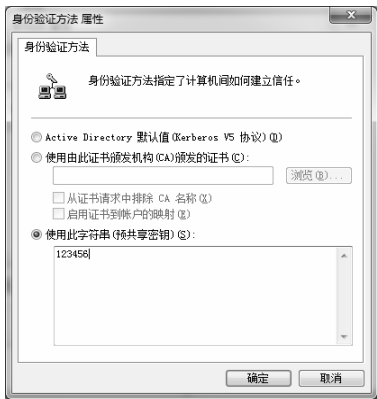 身份验证方法 属性
身份验证方法
身份验证方法指定了计算机间如何建立信任。
Active Directory 默认值(Kerberos V5 协议)(D)
使用由此证书颁发机构(CA)颁发的证书(C):
浏览(B)...
从证书请求中排除 CA 名称(X)
启用证书到帐户的映射(E)
使用此字符串(预共享密钥)(S):
123456
确定 取消